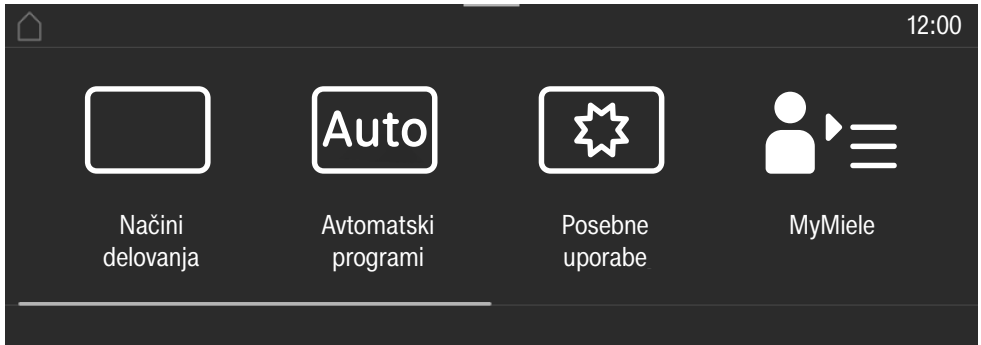 12:00
Auto
Načini
delovanja
Avtomatski
programi
Posebne
uporabe
MyMiele